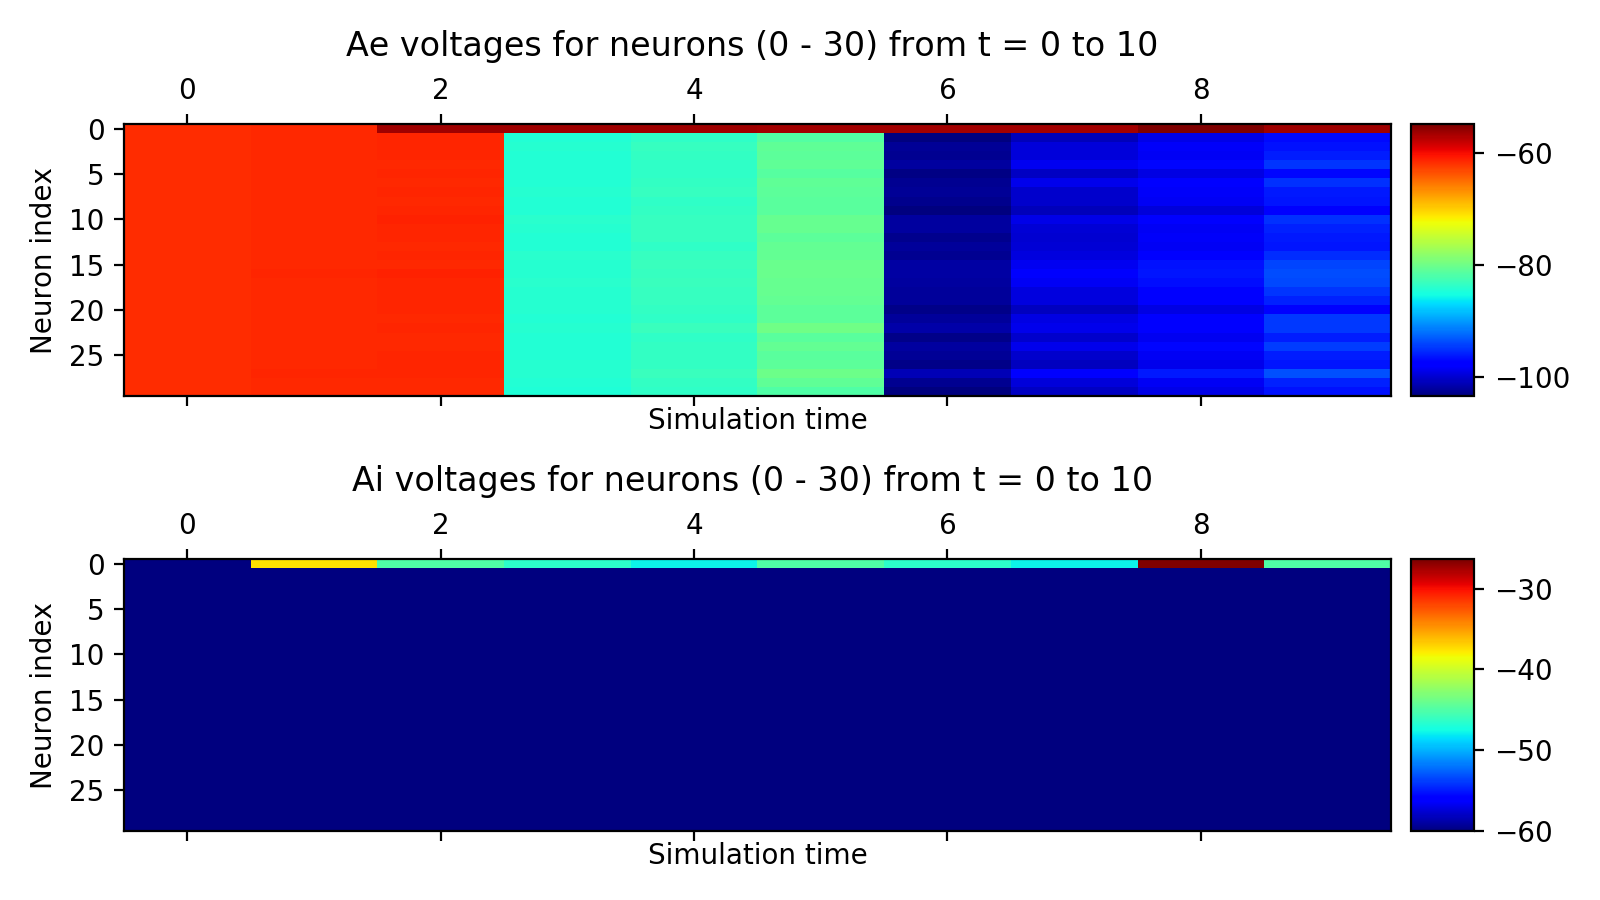 Ae voltages for neurons (0 - 30) from t = 0 to 10
0 2 4 6 8
Neuron index
0
5
10
15
20
25
−60
−80
−100
Simulation time
Ai voltages for neurons (0 - 30) from t = 0 to 10
0 2 4 6 8
Neuron index
0
5
10
15
20
25
−30
−40
−50
−60
Simulation time